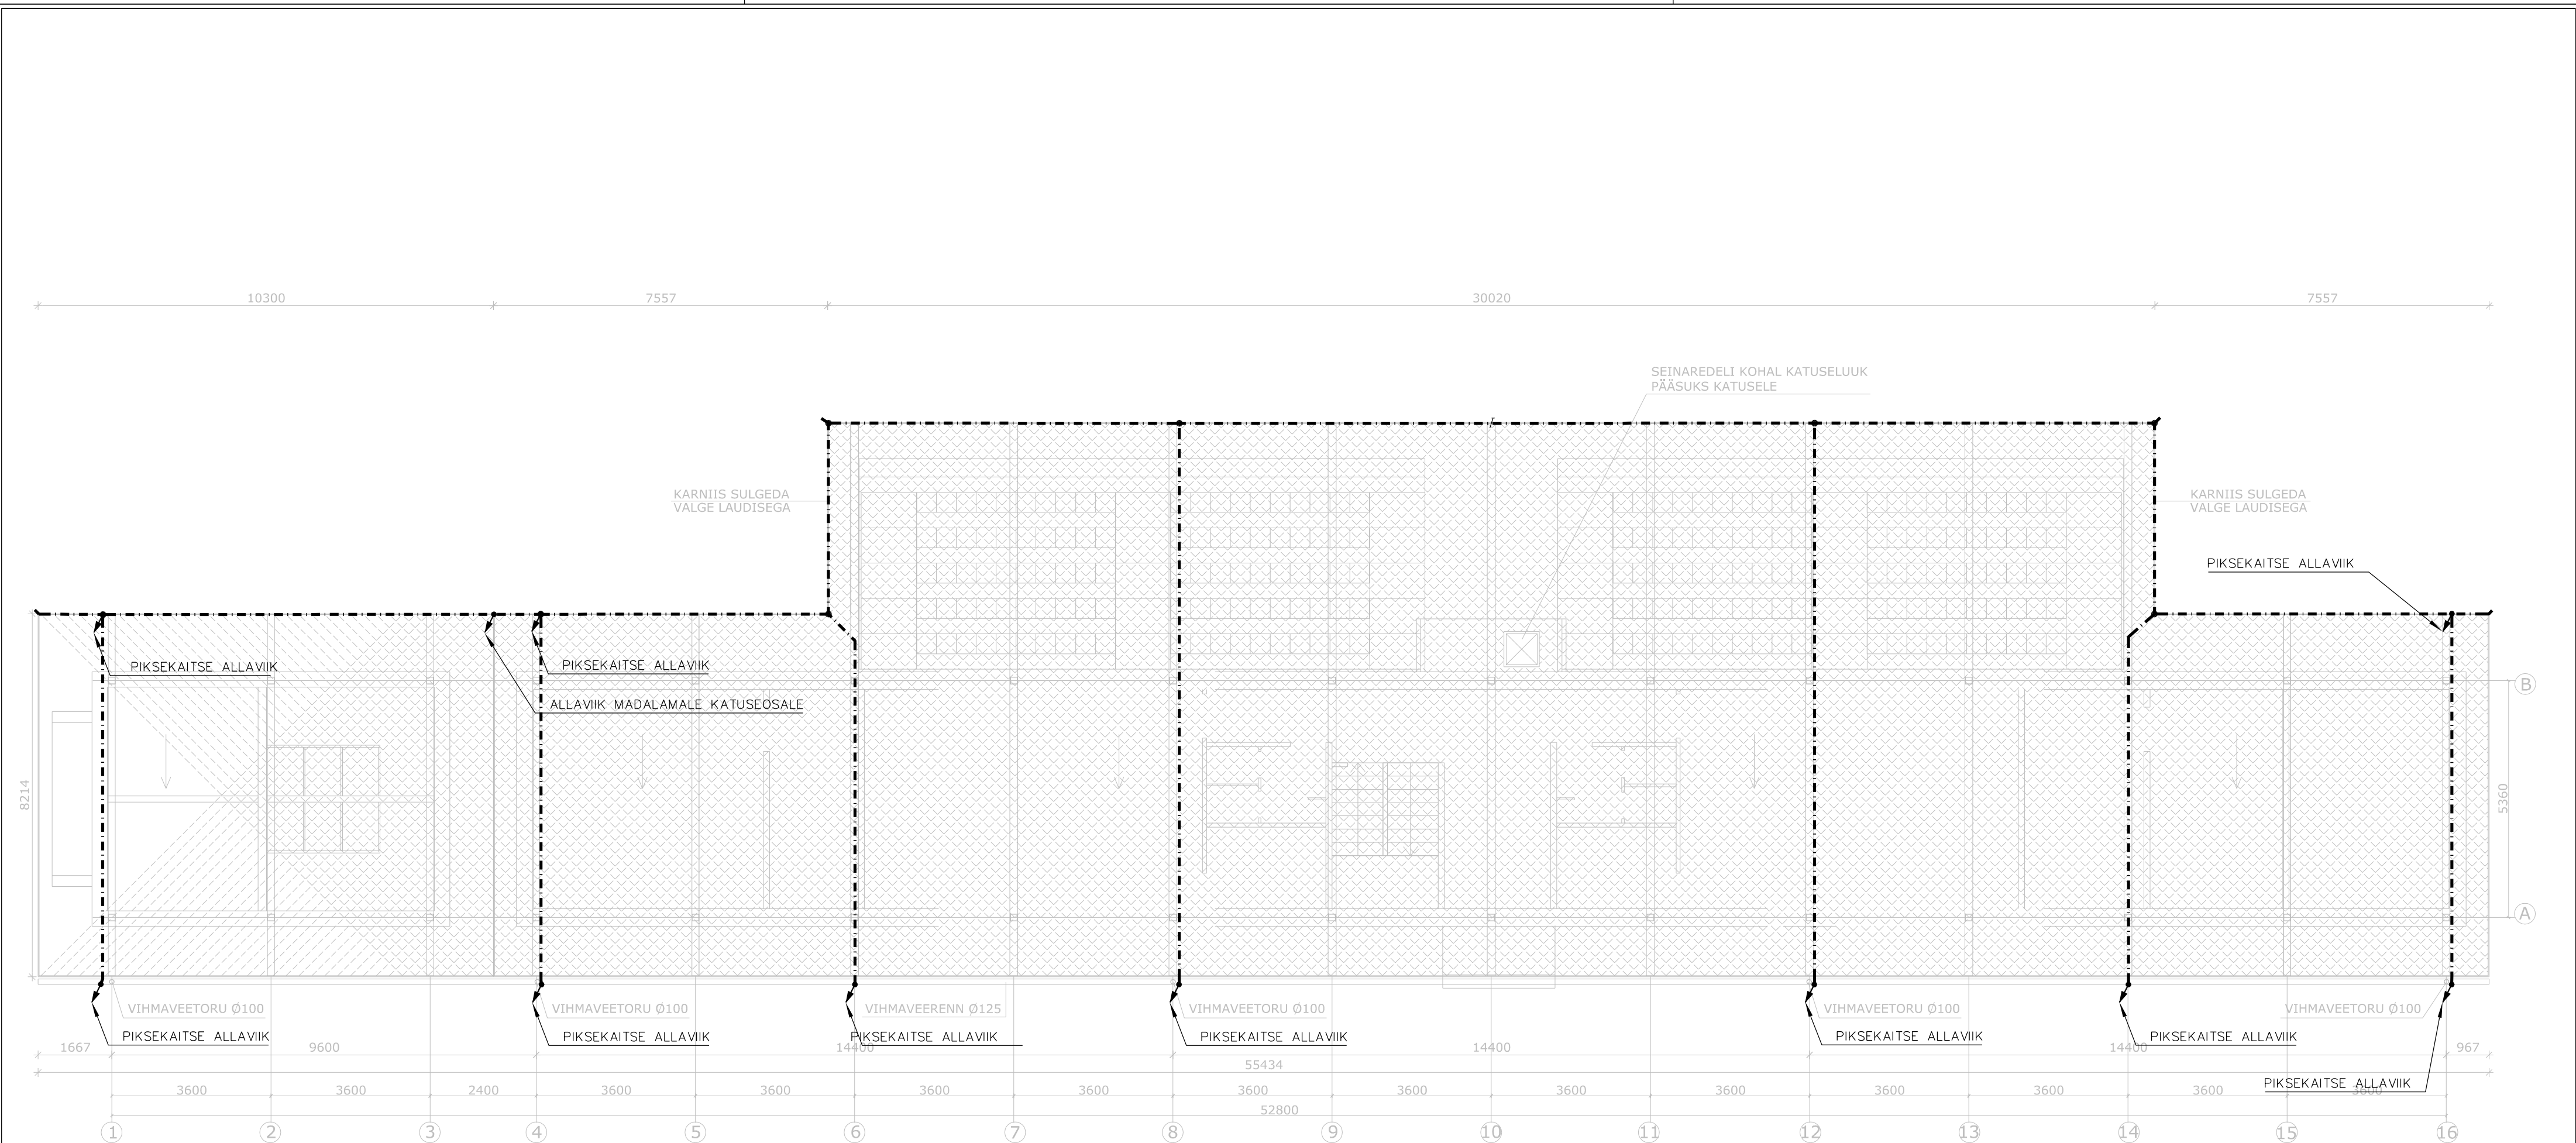 10300
7557
30020
7557
SEINAREDELI KOHAL KATUSELUUK
PÄÄSUKS KATUSELE
KARNIIS SULGEDA
VALGE LAUDISEGA
KARNIIS SULGEDA
VALGE LAUDISEGA
PIKSEKAITSE ALLAVIIK
PIKSEKAITSE ALLAVIIK
PIKSEKAITSE ALLAVIIK
ALLAVIIK MADALAMALE KATUSEOSALE
B
8214
5360
A
VIHMAVEETORU Ø100
VIHMAVEETORU Ø100
VIHMAVEERENN Ø125
VIHMAVEETORU Ø100
VIHMAVEETORU Ø100
VIHMAVEETORU Ø100
PIKSEKAITSE ALLAVIIK
PIKSEKAITSE ALLAVIIK
PIKSEKAITSE ALLAVIIK
PIKSEKAITSE ALLAVIIK
PIKSEKAITSE ALLAVIIK
PIKSEKAITSE ALLAVIIK
1667
9600
14400
14400
14400
967
55434
PIKSEKAITSE ALLAVIIK
3600
3600
2400
3600
3600
3600
3600
3600
3600
3600
3600
3600
3600
3600
3600
52800
1
2
3
4
5
6
7
8
9
10
11
12
13
14
15
16